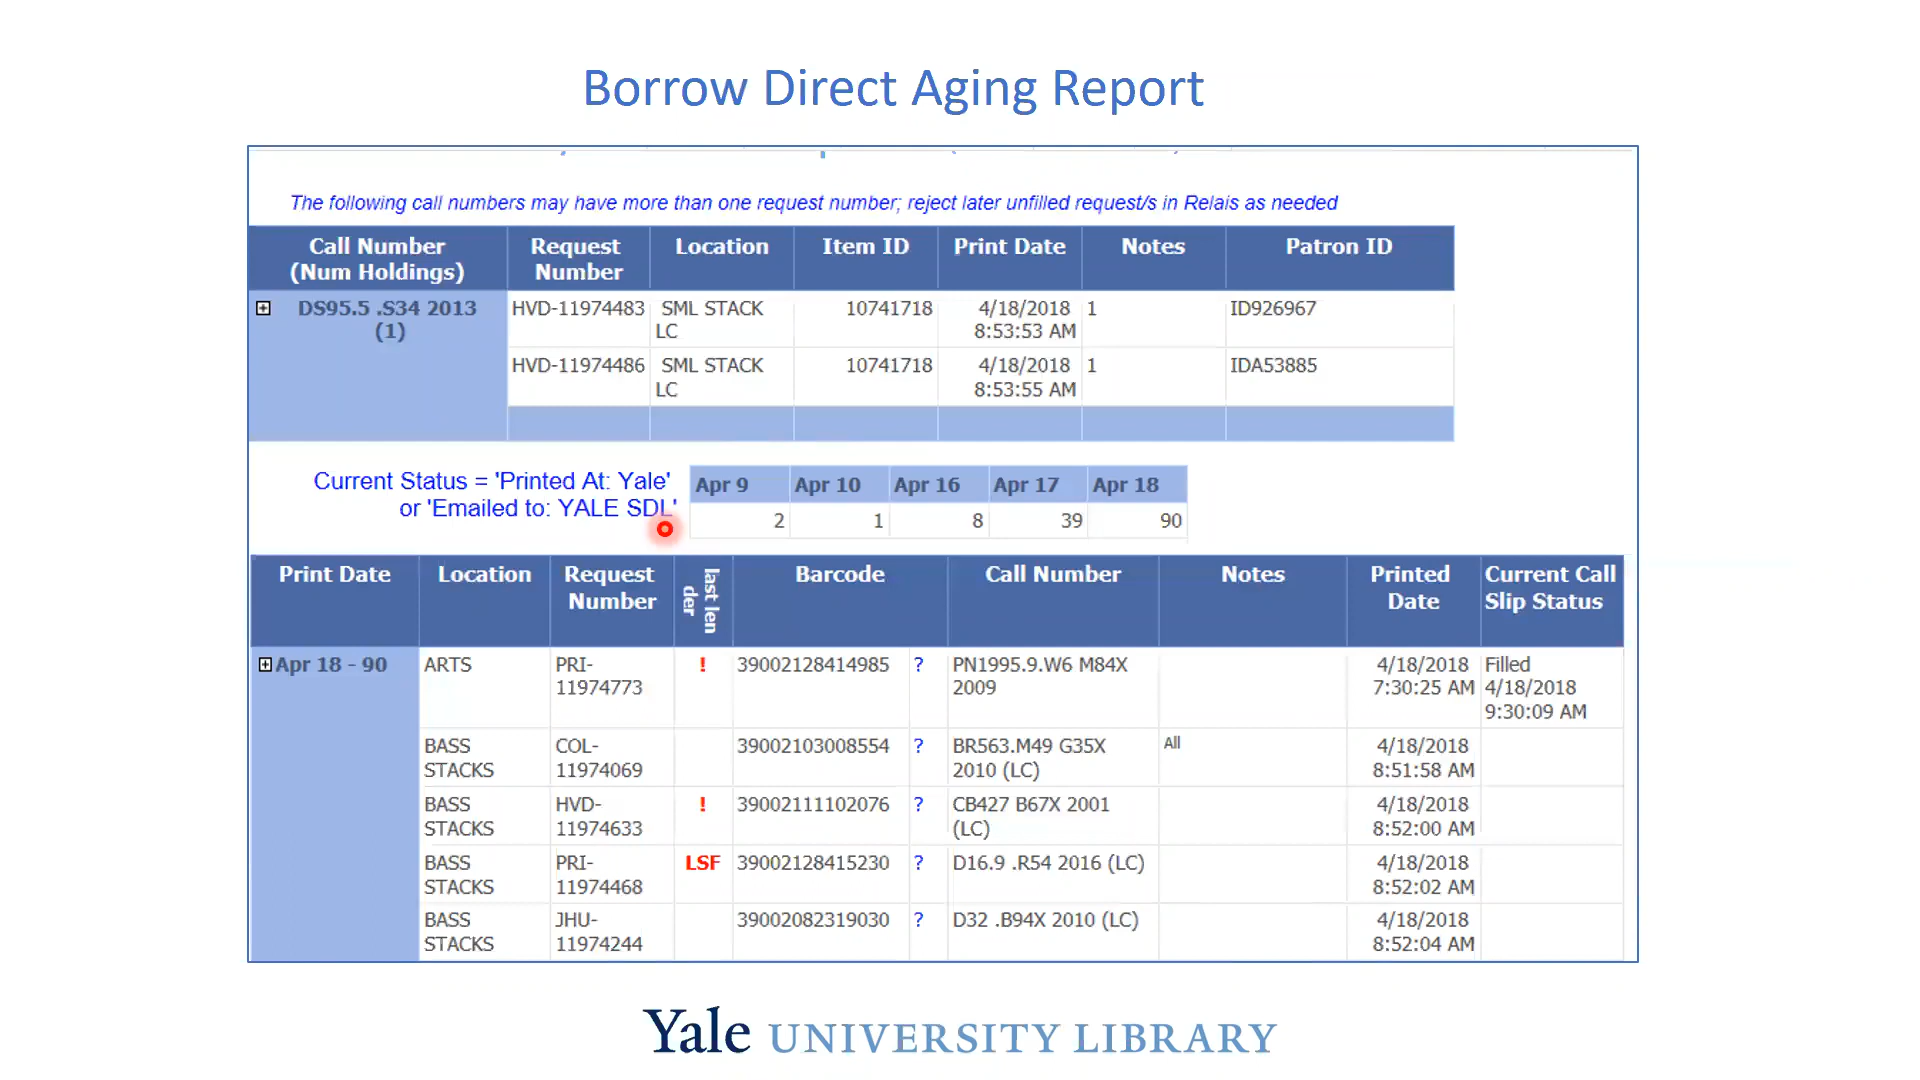 Borrow Direct Aging Report
The following call numbers may have more than one request number; reject later unfilled request/s in Relais as needed
Call Number (Num Holdings) Request Number Location Item ID Print Date Notes Patron ID
DS95.5 .S34 2013 (1) HVD-11974483 SML STACK LC 10741718 4/18/2018 8:53:53 AM 1 ID926967
HVD-11974486 SML STACK LC 10741718 4/18/2018 8:53:55 AM 1 IDA53885
Current Status = 'Printed At: Yale'
or 'Emailed to: YALE SDL'
Apr 9 Apr 10 Apr 16 Apr 17 Apr 18
2 1 8 39 90
Print Date Location Request Number last len der Barcode Call Number Notes Printed Date Current Call Slip Status
Apr 18 - 90 ARTS PRI-11974773 ! 39002128414985 ? PN1995.9.W6 M84X 2009 4/18/2018 7:30:25 AM Filled 4/18/2018 9:30:09 AM
BASS STACKS COL-11974069 39002103008554 ? BR563.M49 G35X 2010 (LC) All 4/18/2018 8:51:58 AM
BASS STACKS HVD-11974633 ! 39002111102076 ? CB427 B67X 2001 (LC) 4/18/2018 8:52:00 AM
BASS STACKS PRI-11974468 LSF 39002128415230 ? D16.9 .R54 2016 (LC) 4/18/2018 8:52:02 AM
BASS STACKS JHU-11974244 39002082319030 ? D32 .B94X 2010 (LC) 4/18/2018 8:52:04 AM
Yale UNIVERSITY LIBRARY